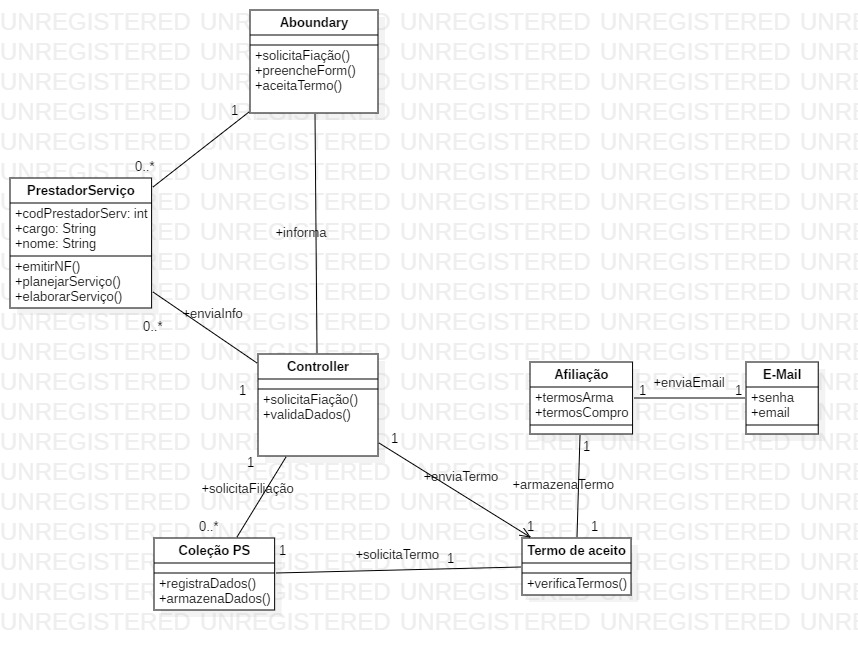 Aboundary
+solicitaFiação()
+preencheForm()
+aceitaTermo()
1
0..*
PrestadorServiço
+codPrestadorServ: int
+cargo: String
+nome: String
+emitirNF()
+planejarServiço()
+elaborarServiço()
+informa
+enviaInfo
0..*
1
Controller
+solicitaFiação()
+validaDados()
Afiliação
+termosArma
+termosCompro
1
+enviaEmail
1
E-Mail
+senha
+email
1
+solicitaFiliação
0..*
1
+enviaTermo
1
1
+armazenaTermo
1
Coleção PS
+registraDados()
+armazenaDados()
1
+solicitaTermo
1
Termo de aceito
+verificaTermos()
UNREGISTERED UNREGISTERED UNREGISTERED UNREGISTERED UNRE